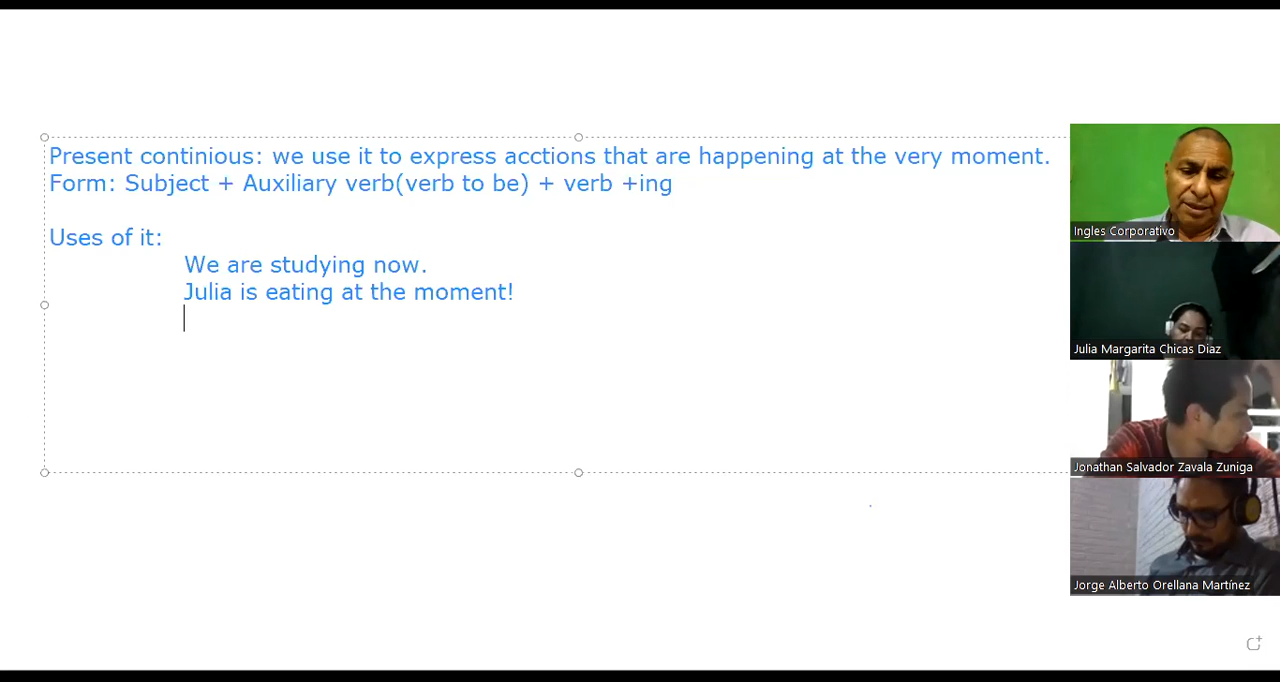 Present continious: we use it to express acctions that are happening at the very moment.
Form: Subject + Auxiliary verb(verb to be) + verb +ing
Uses of it:
We are studying now.
Julia is eating at the moment!
Ingles Corporativo
Julia Margarita Chicas Diaz
Jonathan Salvador Zavala Zuniga
Jorge Alberto Orellana Martínez